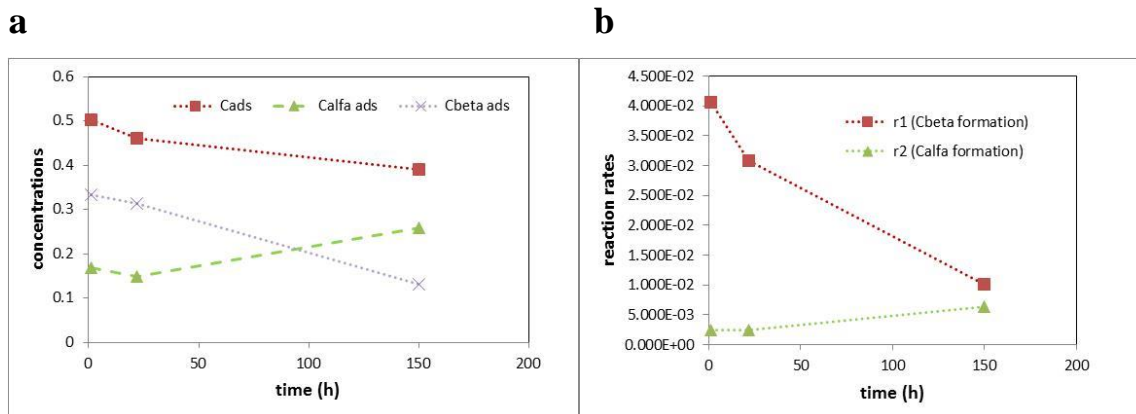 a
b
0.6
0.5
0.4
0.3
0.2
0.1
0
concentrations
Cads Calfa ads Cbeta ads
0 50 100 150 200
time (h)
4.500E-02
4.000E-02
3.500E-02
3.000E-02
2.500E-02
2.000E-02
1.500E-02
1.000E-02
5.000E-03
0.000E+00
reaction rates
r1 (Cbeta formation)
r2 (Calfa formation)
0 50 100 150 200
time (h)